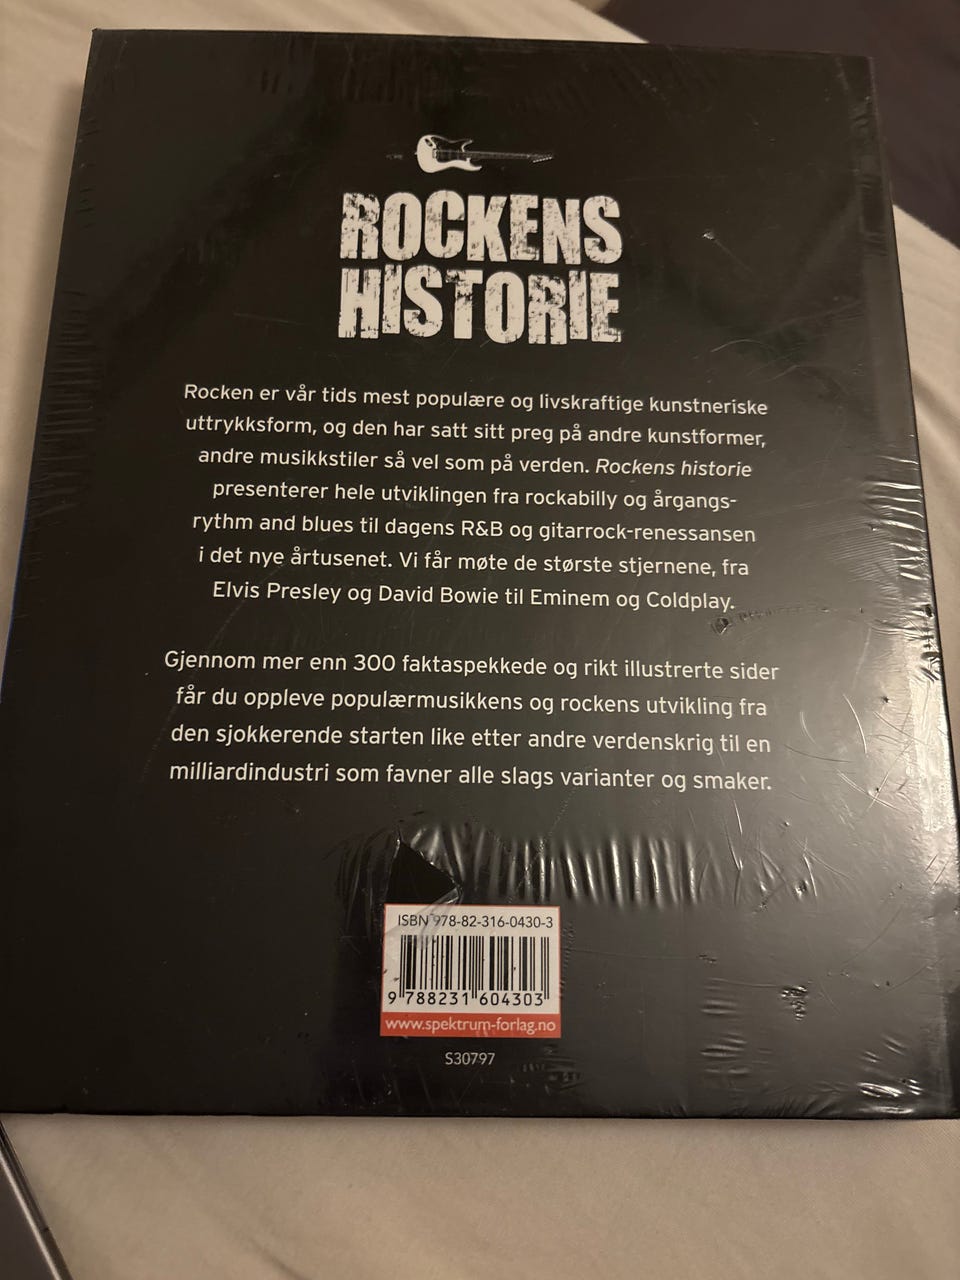 ROCKENS
HISTORIE
Rocken er vår tids mest populære og livskraftige kunstneriske
uttrykksform, og den har satt sitt preg på andre kunstformer,
andre musikkstiler så vel som på verden. Rockens historie
presenterer hele utviklingen fra rockabilly og årgangs-
rythm and blues til dagens R&B og gitarrock-renessansen
i det nye årtusenet. Vi får møte de største stjernene, fra
Elvis Presley og David Bowie til Eminem og Coldplay.
Gjennom mer enn 300 faktaspekkede og rikt illustrerte sider
får du oppleve populærmusikkens og rockens utvikling fra
den sjokkerende starten like etter andre verdenskrig til en
milliardindustri som favner alle slags varianter og smaker.
ISBN 978-82-316-0430-3
9 788231 604303
www.spektrum-forlag.no
S30797